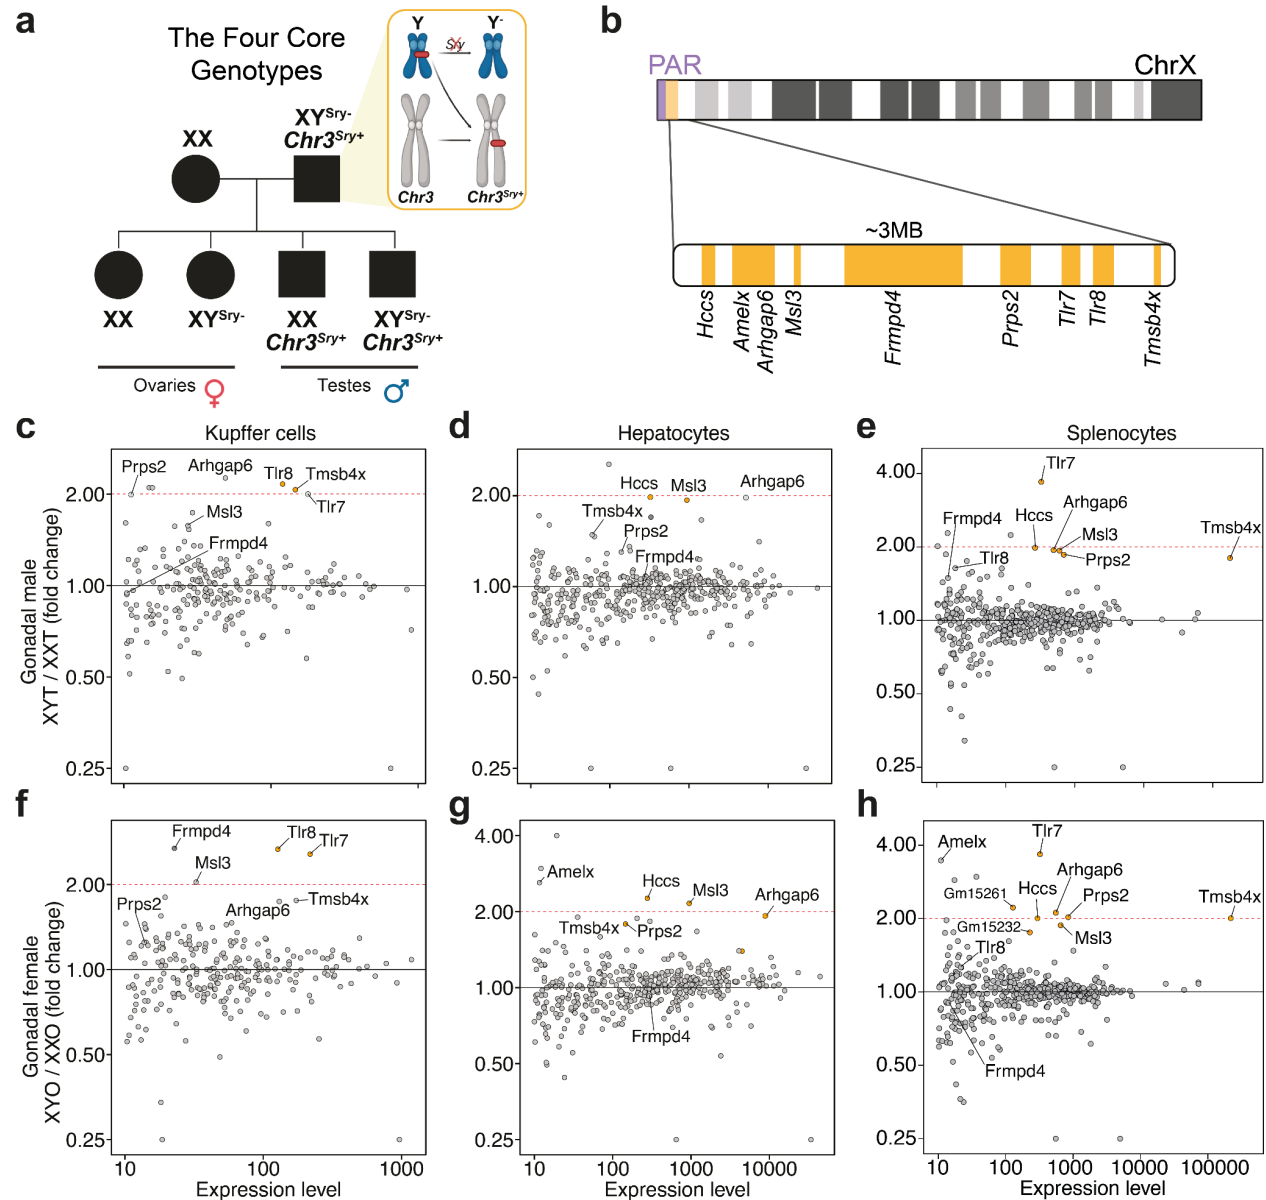 a
The Four Core
Genotypes
Y
Y-
Sry
Chr3
Chr3Sry+
XX
XYSry-
Chr3Sry+
XX
XYSry-
XX
Chr3Sry+
XYSry-
Chr3Sry+
Ovaries ♀
Testes ♂
b
PAR
ChrX
~3MB
Hccs
Amelx
Arhgap6
Msl3
Frmpd4
Prps2
Tlr7
Tlr8
Tmsb4x
Gonadal male
XYT / XXT (fold change)
c
Kupffer cells
2.00
1.00
0.50
0.25
Prps2
Arhgap6
Tlr8
Tmsb4x
Tlr7
Msl3
Frmpd4
d
Hepatocytes
2.00
1.00
0.50
0.25
Hccs
Msl3
Arhgap6
Tmsb4x
Prps2
Frmpd4
e
Splenocytes
4.00
2.00
1.00
0.50
0.25
Tlr7
Arhgap6
Frmpd4
Hccs
Msl3
Tmsb4x
Tlr8
Prps2
Gonadal female
XYO / XXO (fold change)
f
2.00
1.00
0.50
0.25
Frmpd4
Tlr8
Tlr7
Msl3
Prps2
Arhgap6
Tmsb4x
10
100
1000
Expression level
g
4.00
2.00
1.00
0.50
0.25
Amelx
Hccs
Msl3
Arhgap6
Tmsb4x
Prps2
Frmpd4
10
100
1000
10000
Expression level
h
4.00
2.00
1.00
0.50
0.25
Amelx
Tlr7
Arhgap6
Gm15261
Hccs
Prps2
Tmsb4x
Gm15232
Msl3
Tlr8
Frmpd4
10
100
1000
10000
100000
Expression level